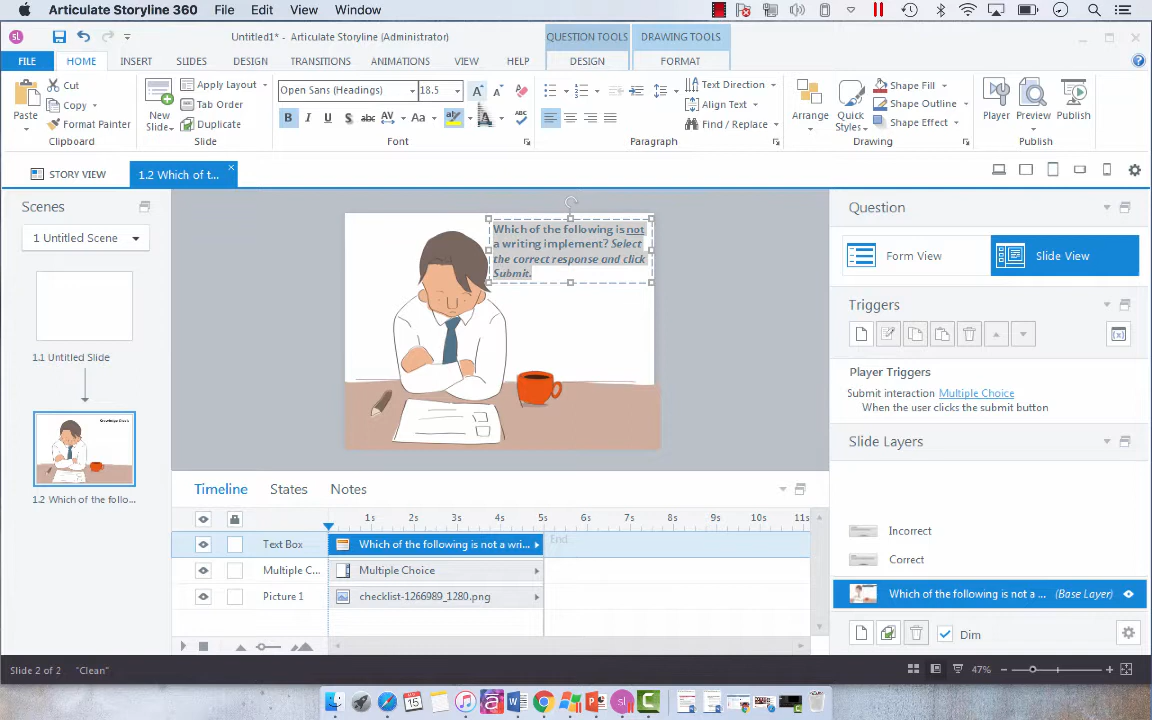 Articulate Storyline 360 File Edit View Window
Untitled1* - Articulate Storyline (Administrator)
QUESTION TOOLS DRAWING TOOLS
FILE HOME INSERT SLIDES DESIGN TRANSITIONS ANIMATIONS VIEW HELP DESIGN FORMAT
Paste
Cut
Copy
Format Painter
Clipboard
New Slide
Apply Layout
Tab Order
Duplicate
Slide
Open Sans (Headings) 18.5
B I U S abc AV Aa
Font
Text Direction
Align Text
Find / Replace
Paragraph
Arrange
Quick Styles
Shape Fill
Shape Outline
Shape Effect
Drawing
Player Preview Publish
Publish
STORY VIEW 1.2 Which of t...
Scenes
1 Untitled Scene
1.1 Untitled Slide
1.2 Which of the follo...
Which of the following is not
a writing implement? Select
the correct response and click
Submit.
Question
Form View Slide View
Triggers
Player Triggers
Submit interaction Multiple Choice
When the user clicks the submit button
Slide Layers
Incorrect
Correct
Which of the following is not a ... (Base Layer)
Dim
Timeline States Notes
1s 2s 3s 4s 5s 6s 7s 8s 9s 10s 11s
Text Box Which of the following is not a wri... End
Multiple C... Multiple Choice
Picture 1 checklist-1266989_1280.png
Slide 2 of 2 "Clean" 47%